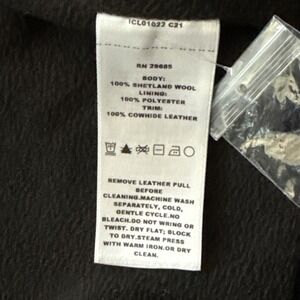 ICL01022 C21
RN 29685
BODY:
100% SHETLAND WOOL
LINING:
100% POLYESTER
TRIM:
100% COWHIDE LEATHER
REMOVE LEATHER PULL
BEFORE
CLEANING.MACHINE WASH
SEPARATELY, COLD,
GENTLE CYCLE.NO
BLEACH.DO NOT WRING OR
TWIST. DRY FLAT; BLOCK
TO DRY.STEAM PRESS
WITH WARM IRON.OR DRY
CLEAN.